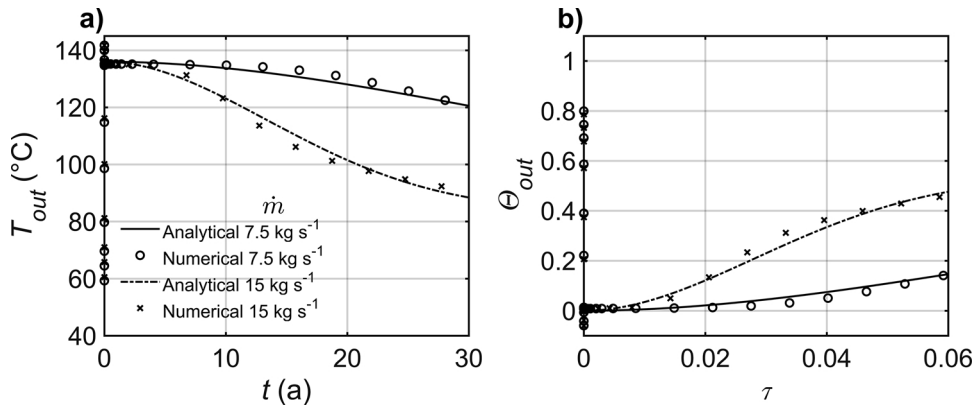 a)
140
120
100
80
60
40
T_out (°C)
ṁ
Analytical 7.5 kg s⁻¹
Numerical 7.5 kg s⁻¹
Analytical 15 kg s⁻¹
Numerical 15 kg s⁻¹
0 10 20 30
t (a)
b)
1
0.8
0.6
0.4
0.2
0
Θ_out
0 0.02 0.04 0.06
τ